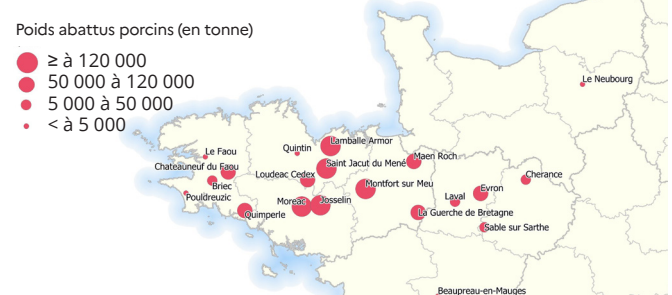 Poids abattus porcins (en tonne)
≥ à 120 000
50 000 à 120 000
5 000 à 50 000
< à 5 000
Le Neubourg
Lamballe Armor
Quintin
Le Faou
Maen Roch
Saint Jacut du Mené
Chateauneuf du Faou
Loudeac Cedex
Cherance
Briec
Montfort sur Meu
Evron
Pouldreuzic
Laval
Moreac
Josselin
Quimperle
La Guerche de Bretagne
Sable sur Sarthe
Beaupreau-en-Mauges